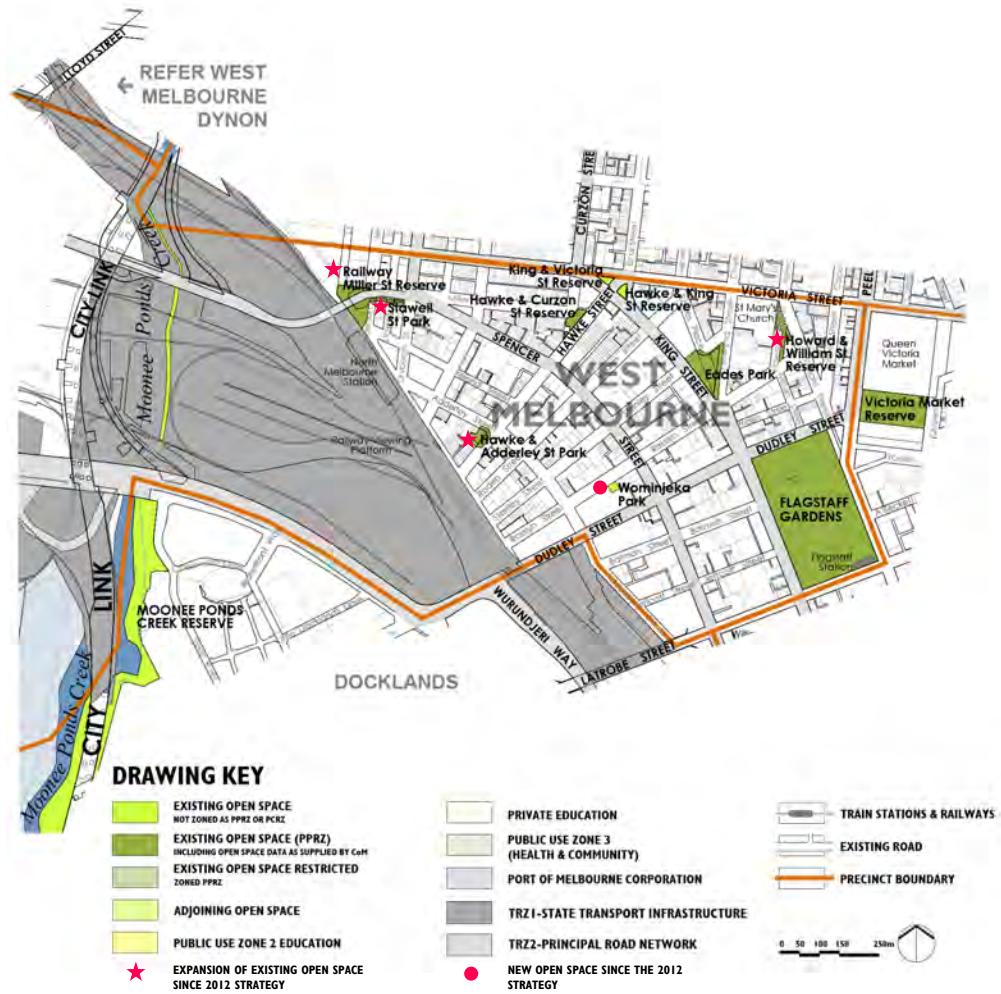 LLOYD STREET
REFER WEST
MELBOURNE
DYNON
CURZON STRE
CITY LINK
Moonee Ponds Creek
Railway
Miller St Reserve
Stawell
St Park
King & Victoria
St Reserve
Hawke & Curzon
St Reserve
HAWKE STREET
Hawke & King
St Reserve
VICTORIA STREET
PEEL
St Mary's
Church
Howard &
William St
Reserve
Queen
Victoria
Market
SPENCER
STREET
KING
STREET
Eades Park
North
Melbourne
Station
WEST
MELBOURNE
Victoria Market
Reserve
Adderley
Railway Viewing
Platform
Hawke &
Adderley St Park
DUDLEY STREET
Wominjeka
Park
FLAGSTAFF
GARDENS
Flagstaff
Station
DUDLEY STREET
Batman Street
LINK
MOONEE PONDS
CREEK RESERVE
WURUNDJERI WAY
LATROBE STREET
DOCKLANDS
Moonee Ponds Creek
CITY
DRAWING KEY
EXISTING OPEN SPACE
NOT ZONED AS PPRZ OR PCRZ
EXISTING OPEN SPACE (PPRZ)
INCLUDING OPEN SPACE DATA AS SUPPLIED BY CoM
EXISTING OPEN SPACE RESTRICTED
ZONED PPRZ
ADJOINING OPEN SPACE
PUBLIC USE ZONE 2 EDUCATION
EXPANSION OF EXISTING OPEN SPACE
SINCE 2012 STRATEGY
PRIVATE EDUCATION
PUBLIC USE ZONE 3
(HEALTH & COMMUNITY)
PORT OF MELBOURNE CORPORATION
TRZ1-STATE TRANSPORT INFRASTRUCTURE
TRZ2-PRINCIPAL ROAD NETWORK
NEW OPEN SPACE SINCE THE 2012
STRATEGY
TRAIN STATIONS & RAILWAYS
EXISTING ROAD
PRECINCT BOUNDARY
0 50 100 150 250m